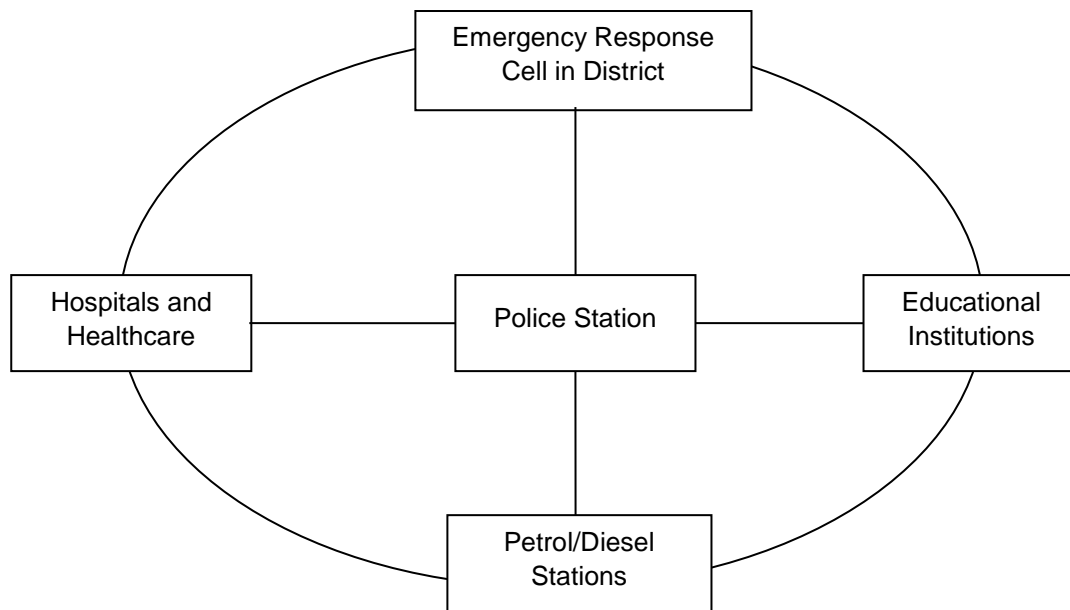 Emergency Response
Cell in District
Hospitals and
Healthcare
Police Station
Educational
Institutions
Petrol/Diesel
Stations